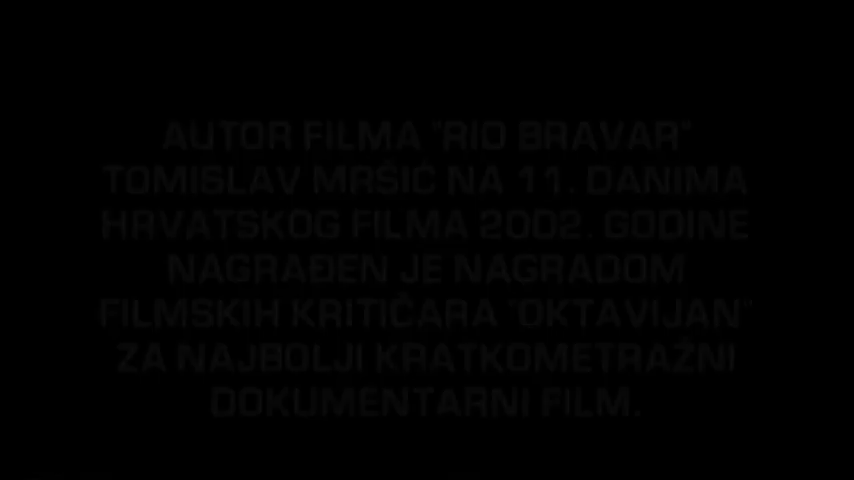 AUTOR FILMA "RIO BRAVAR"
TOMISLAV MRŠIĆ NA 11. DANIMA
HRVATSKOG FILMA 2002. GODINE
NAGRAĐEN JE NAGRADOM
FILMSKIH KRITIČARA "OKTAVIJAN"
ZA NAJBOLJI KRATKOMETRAŽNI
DOKUMENTARNI FILM.